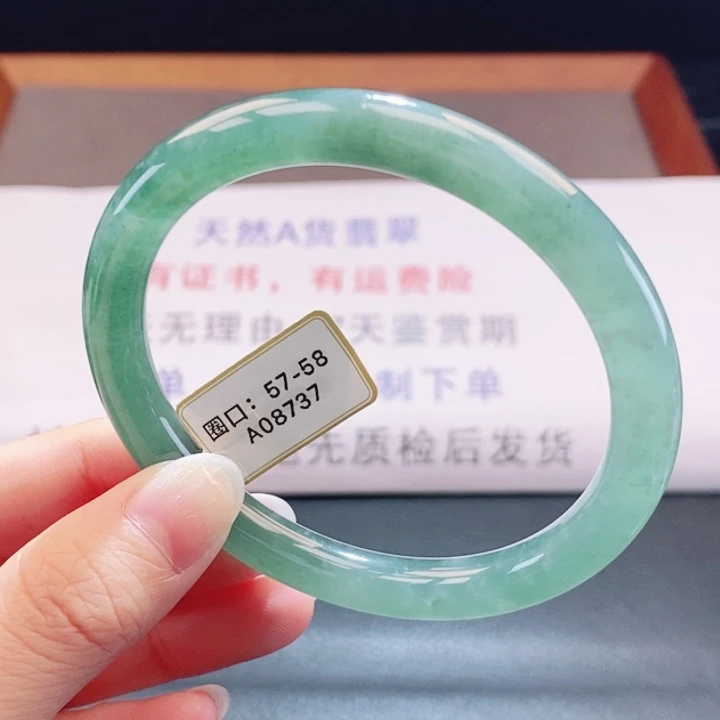 天然A货翡翠
有证书，有运费险
无理由 7天鉴赏期
单 制下单
先质检后发货
圈口：57-58
A08737